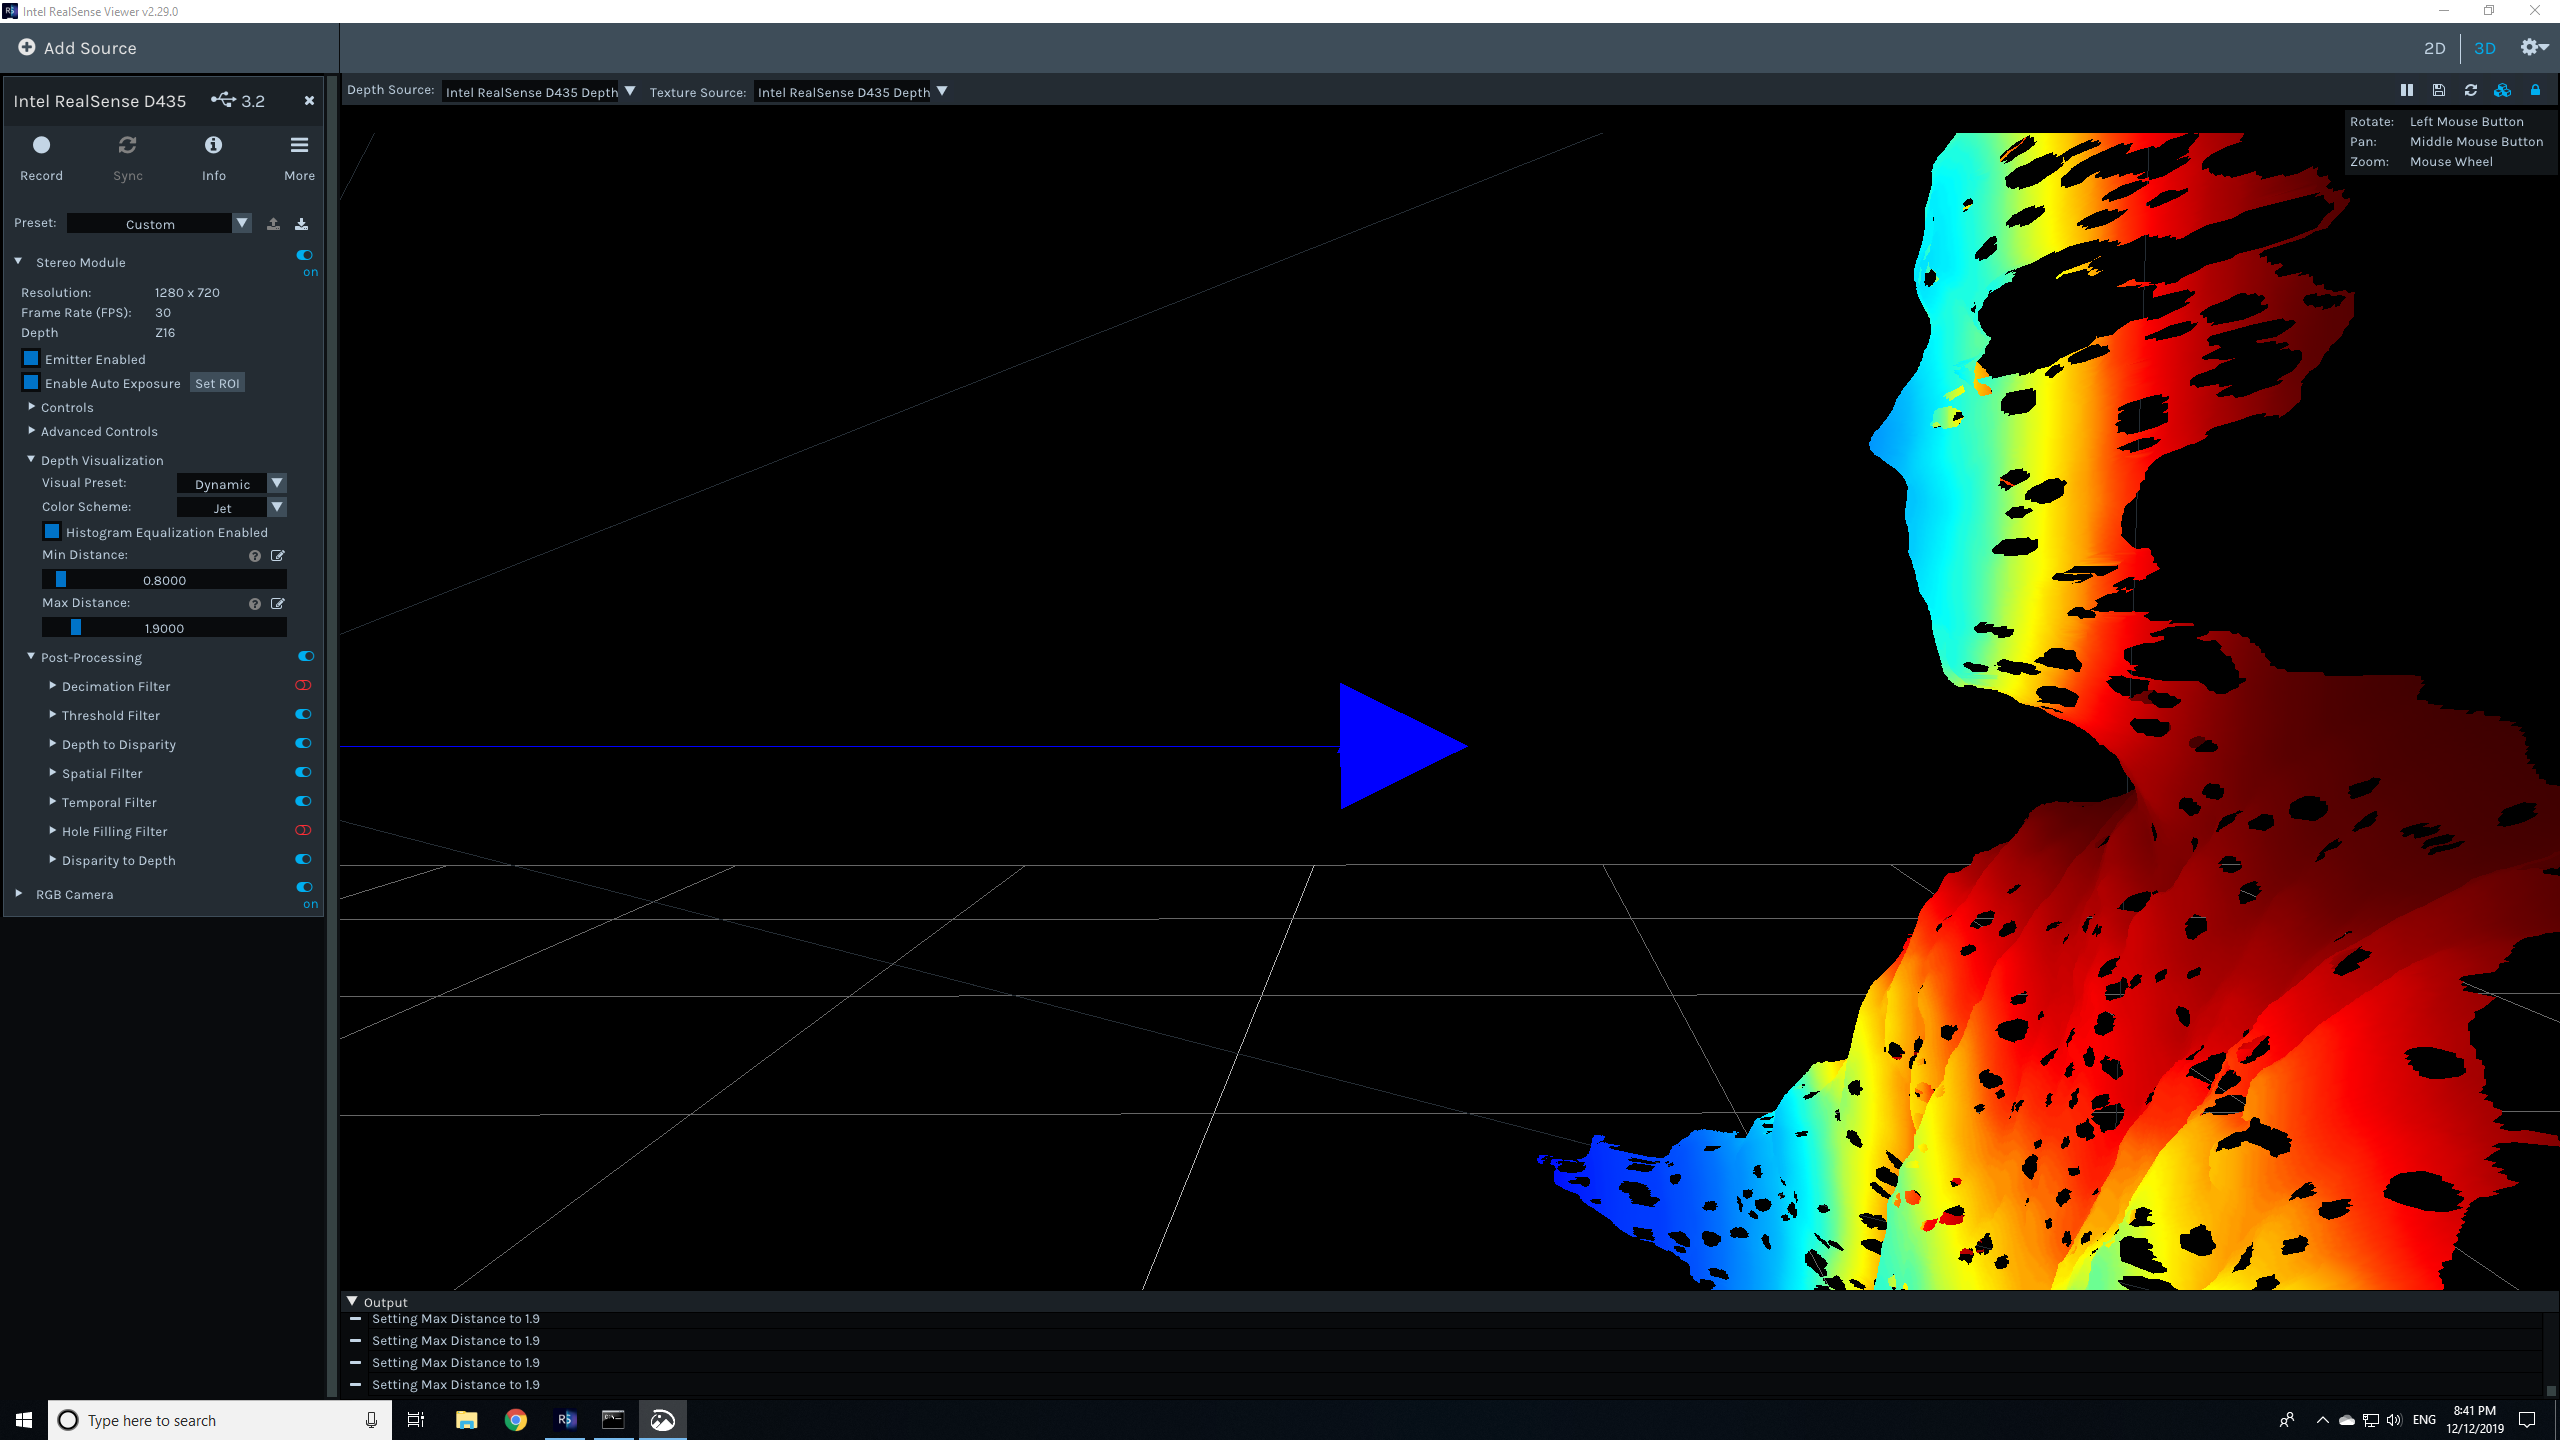 Intel RealSense Viewer v2.29.0
Add Source
2D 3D
Intel RealSense D435 3.2
Depth Source: Intel RealSense D435 Depth Texture Source: Intel RealSense D435 Depth
Rotate: Left Mouse Button
Pan: Middle Mouse Button
Zoom: Mouse Wheel
Record Sync Info More
Preset: Custom
Stereo Module
on
Resolution: 1280 x 720
Frame Rate (FPS): 30
Depth Z16
Emitter Enabled
Enable Auto Exposure Set ROI
Controls
Advanced Controls
Depth Visualization
Visual Preset: Dynamic
Color Scheme: Jet
Histogram Equalization Enabled
Min Distance:
0.8000
Max Distance:
1.9000
Post-Processing
Decimation Filter
Threshold Filter
Depth to Disparity
Spatial Filter
Temporal Filter
Hole Filling Filter
Disparity to Depth
RGB Camera
on
Output
Setting Max Distance to 1.9
Setting Max Distance to 1.9
Setting Max Distance to 1.9
Setting Max Distance to 1.9
Type here to search
RS
ENG
8:41 PM
12/12/2019